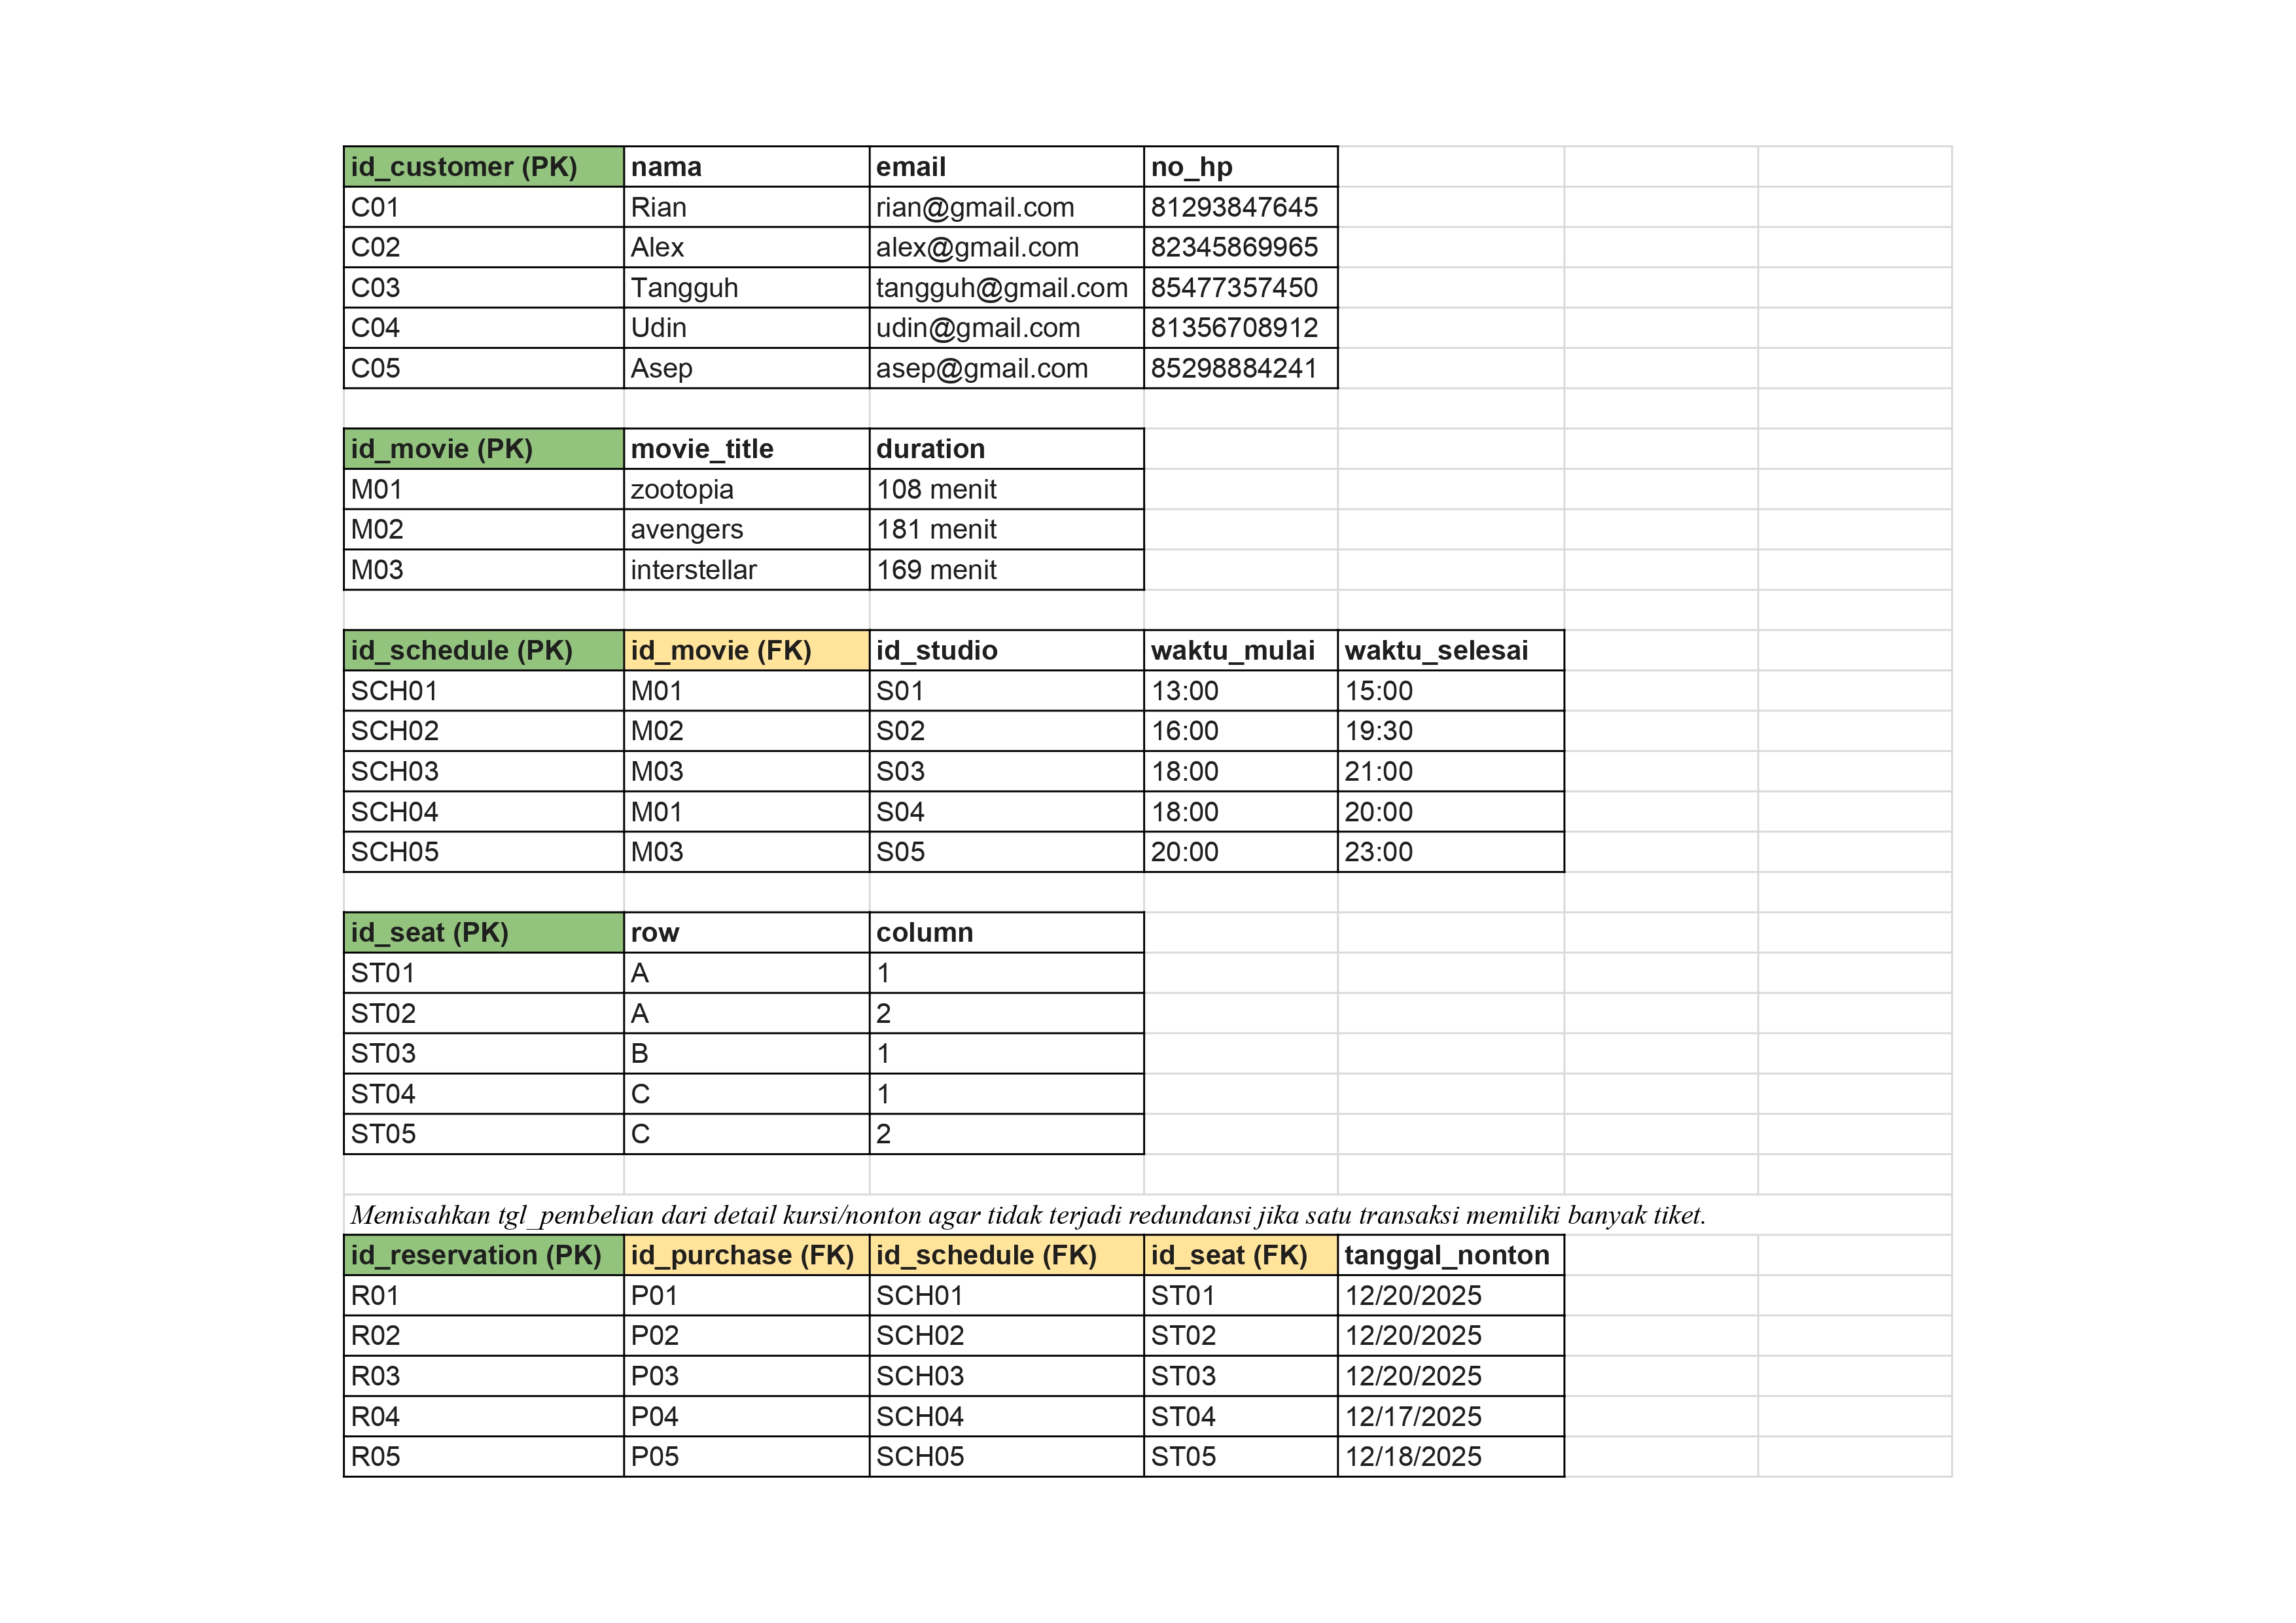 id_customer (PK) nama email no_hp
C01 Rian rian@gmail.com 81293847645
C02 Alex alex@gmail.com 82345869965
C03 Tangguh tangguh@gmail.com 85477357450
C04 Udin udin@gmail.com 81356708912
C05 Asep asep@gmail.com 85298884241
id_movie (PK) movie_title duration
M01 zootopia 108 menit
M02 avengers 181 menit
M03 interstellar 169 menit
id_schedule (PK) id_movie (FK) id_studio waktu_mulai waktu_selesai
SCH01 M01 S01 13:00 15:00
SCH02 M02 S02 16:00 19:30
SCH03 M03 S03 18:00 21:00
SCH04 M01 S04 18:00 20:00
SCH05 M03 S05 20:00 23:00
id_seat (PK) row column
ST01 A 1
ST02 A 2
ST03 B 1
ST04 C 1
ST05 C 2
Memisahkan tgl_pembelian dari detail kursi/nonton agar tidak terjadi redundansi jika satu transaksi memiliki banyak tiket.
id_reservation (PK) id_purchase (FK) id_schedule (FK) id_seat (FK) tanggal_nonton
R01 P01 SCH01 ST01 12/20/2025
R02 P02 SCH02 ST02 12/20/2025
R03 P03 SCH03 ST03 12/20/2025
R04 P04 SCH04 ST04 12/17/2025
R05 P05 SCH05 ST05 12/18/2025